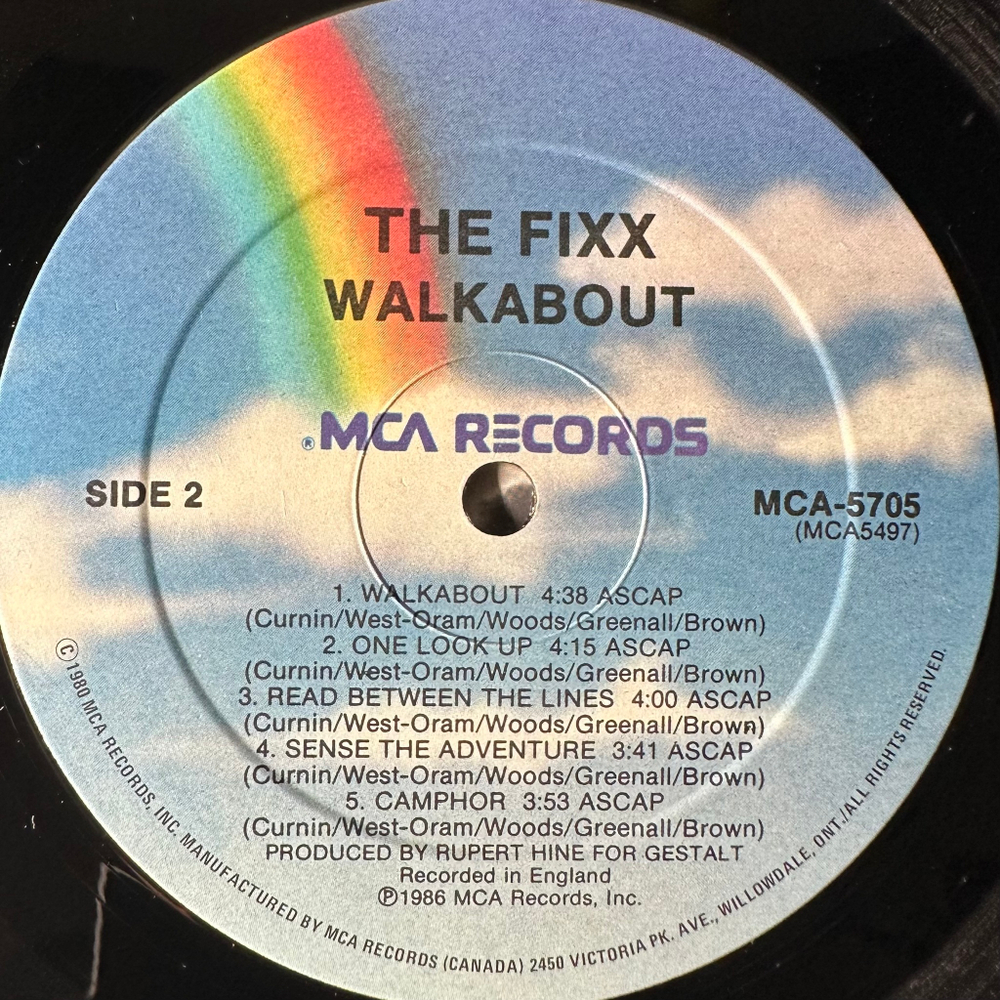 THE FIXX
WALKABOUT
®MCA RECORDS
SIDE 2
MCA-5705
(MCA5497)
1. WALKABOUT 4:38 ASCAP
(Curnin/West-Oram/Woods/Greenall/Brown)
2. ONE LOOK UP 4:15 ASCAP
(Curnin/West-Oram/Woods/Greenall/Brown)
3. READ BETWEEN THE LINES 4:00 ASCAP
(Curnin/West-Oram/Woods/Greenall/Brown)
4. SENSE THE ADVENTURE 3:41 ASCAP
(Curnin/West-Oram/Woods/Greenall/Brown)
5. CAMPHOR 3:53 ASCAP
(Curnin/West-Oram/Woods/Greenall/Brown)
PRODUCED BY RUPERT HINE FOR GESTALT
Recorded in England
℗1986 MCA Records, Inc.
©1980 MCA RECORDS, INC. MANUFACTURED BY MCA RECORDS (CANADA) 2450 VICTORIA PK. AVE., WILLOWDALE, ONT./ALL RIGHTS RESERVED.